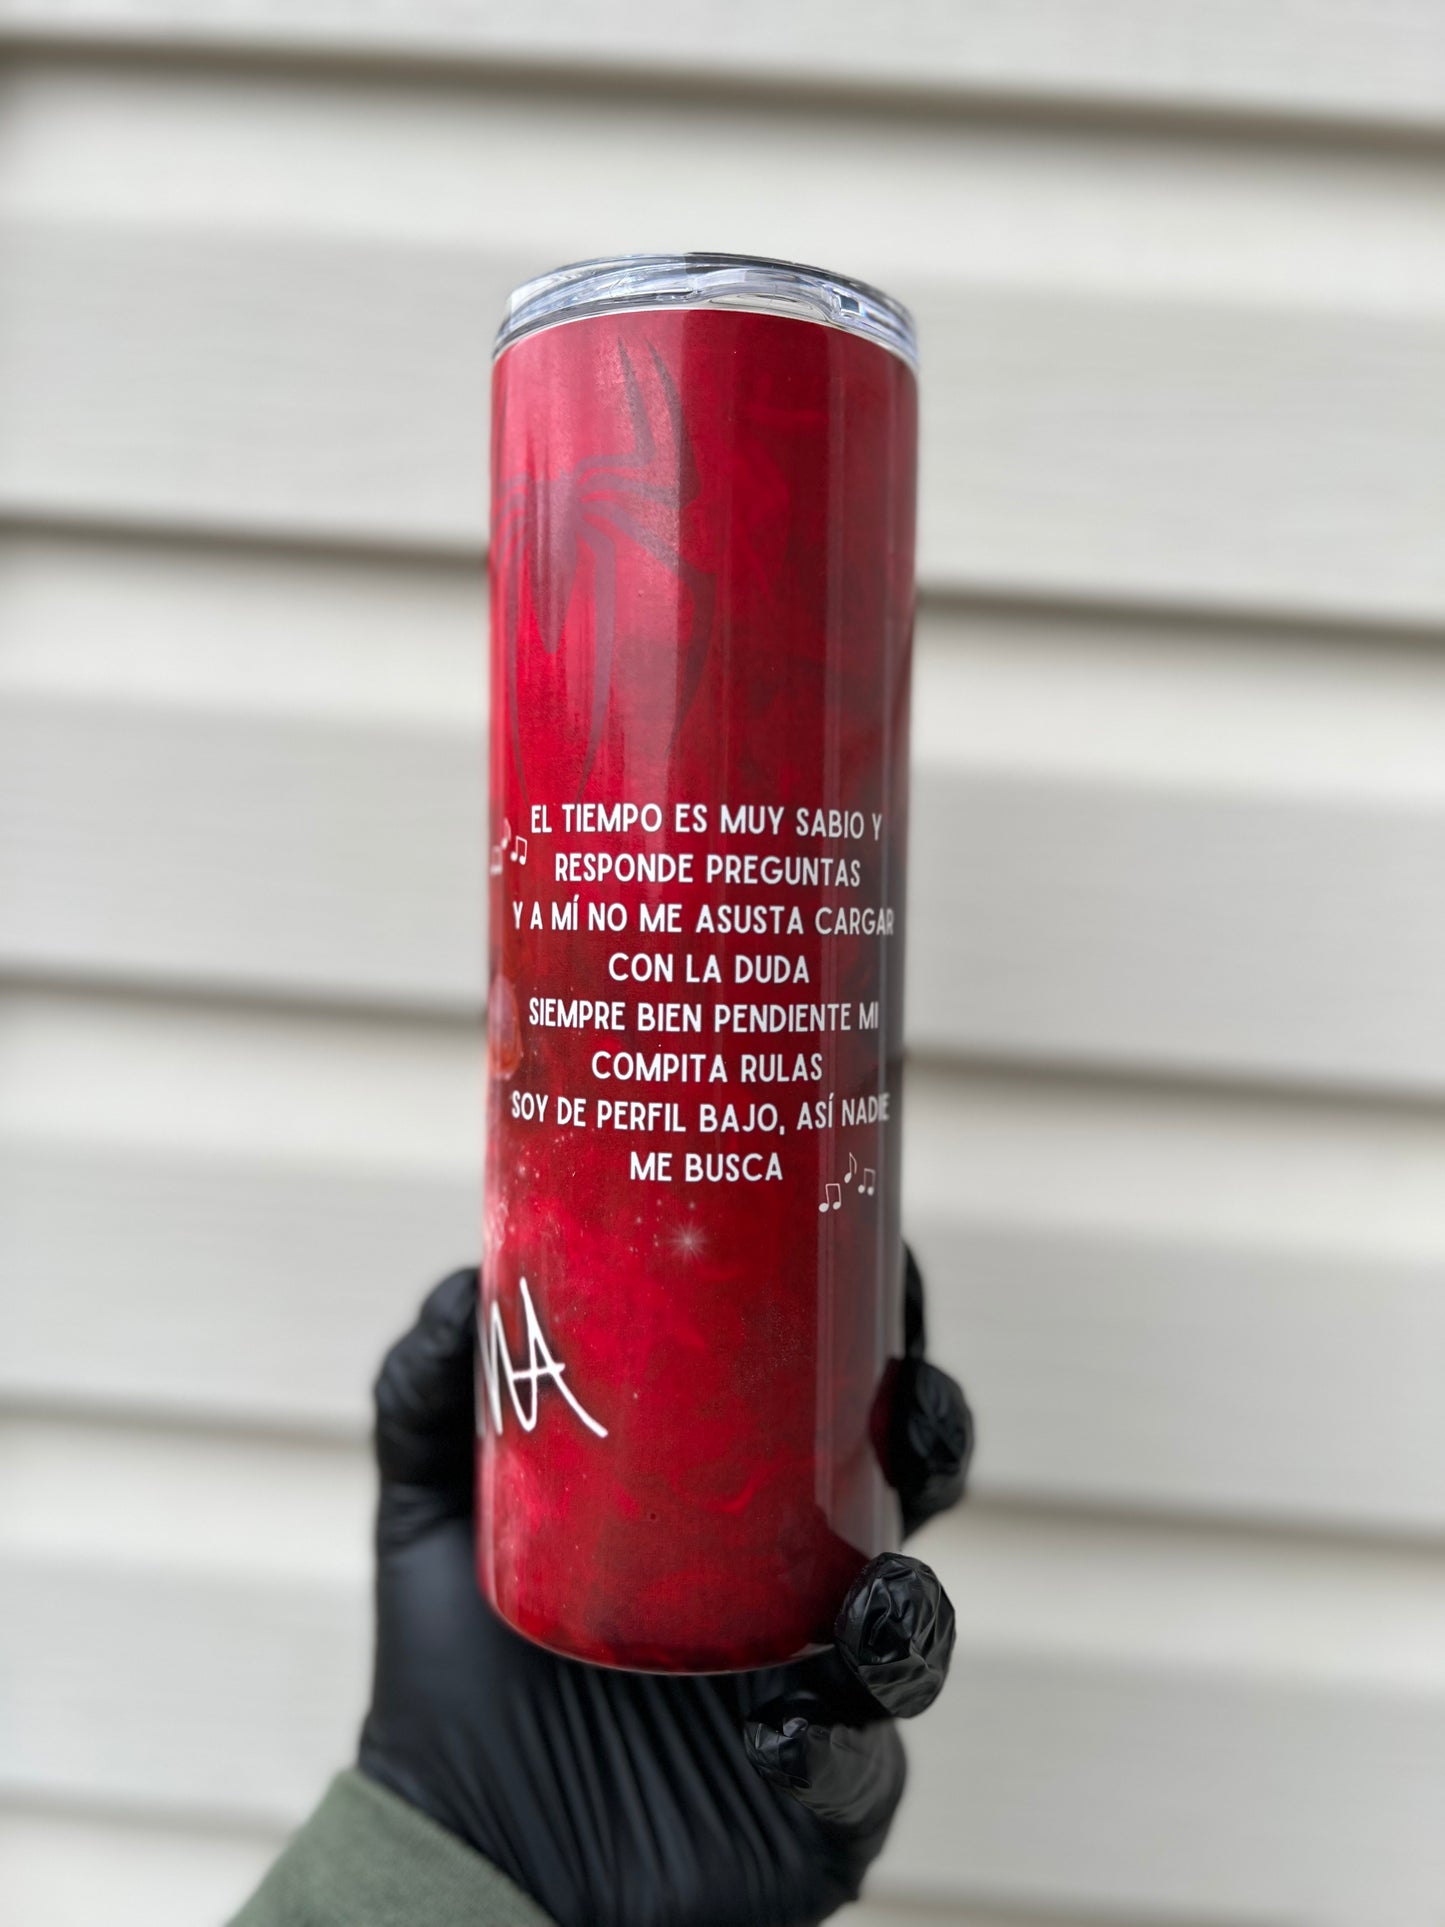 EL TIEMPO ES MUY SABIO Y
RESPONDE PREGUNTAS
Y A MÍ NO ME ASUSTA CARGAR
CON LA DUDA
SIEMPRE BIEN PENDIENTE MI
COMPITA RULAS
SOY DE PERFIL BAJO, ASÍ NADIE
ME BUSCA